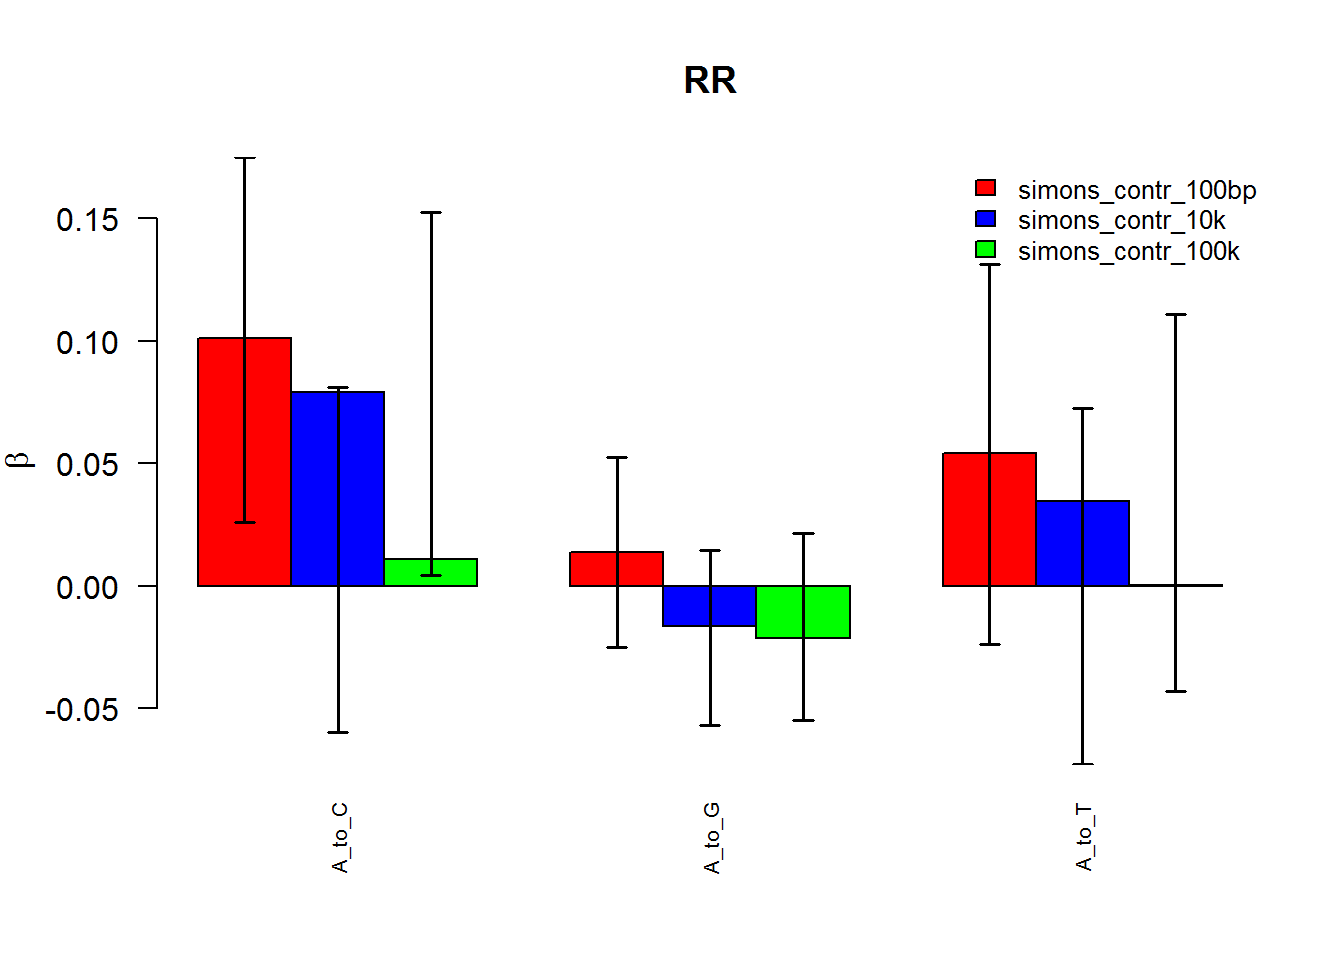 RR
simons_contr_100bp
simons_contr_10k
simons_contr_100k
0.15
0.10
0.05
0.00
-0.05
β
A_to_C
A_to_G
A_to_T